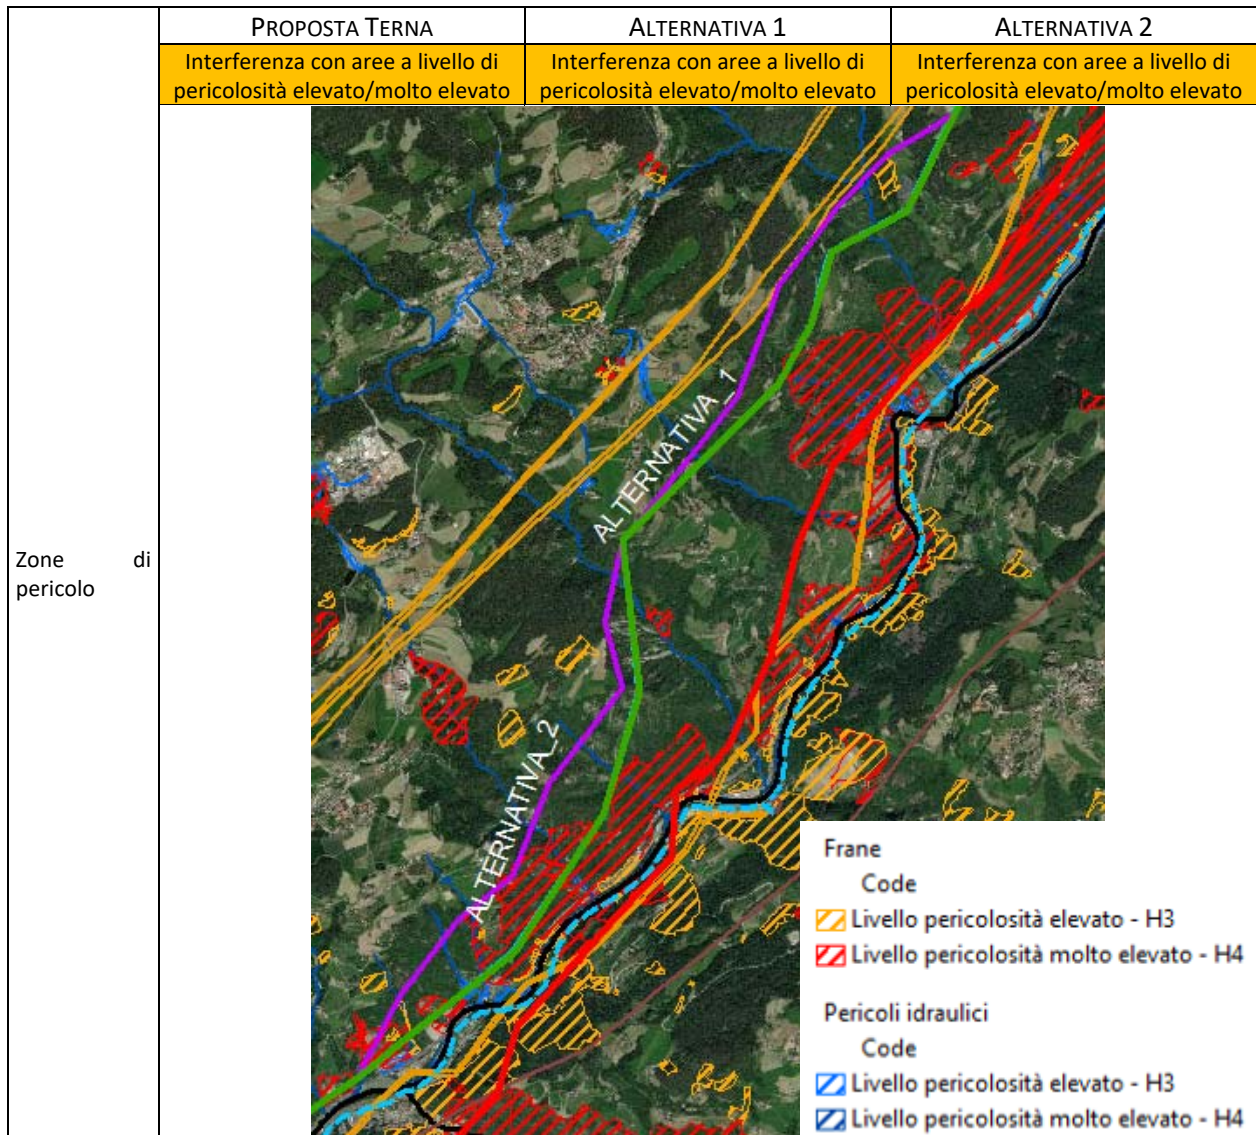 PROPOSTA TERNA
ALTERNATIVA 1
ALTERNATIVA 2
Interferenza con aree a livello di
pericolosità elevato/molto elevato
Interferenza con aree a livello di
pericolosità elevato/molto elevato
Interferenza con aree a livello di
pericolosità elevato/molto elevato
Zone di
pericolo
ALTERNATIVA_1
ALTERNATIVA_2
Frane
Code
Livello pericolosità elevato - H3
Livello pericolosità molto elevato - H4
Pericoli idraulici
Code
Livello pericolosità elevato - H3
Livello pericolosità molto elevato - H4